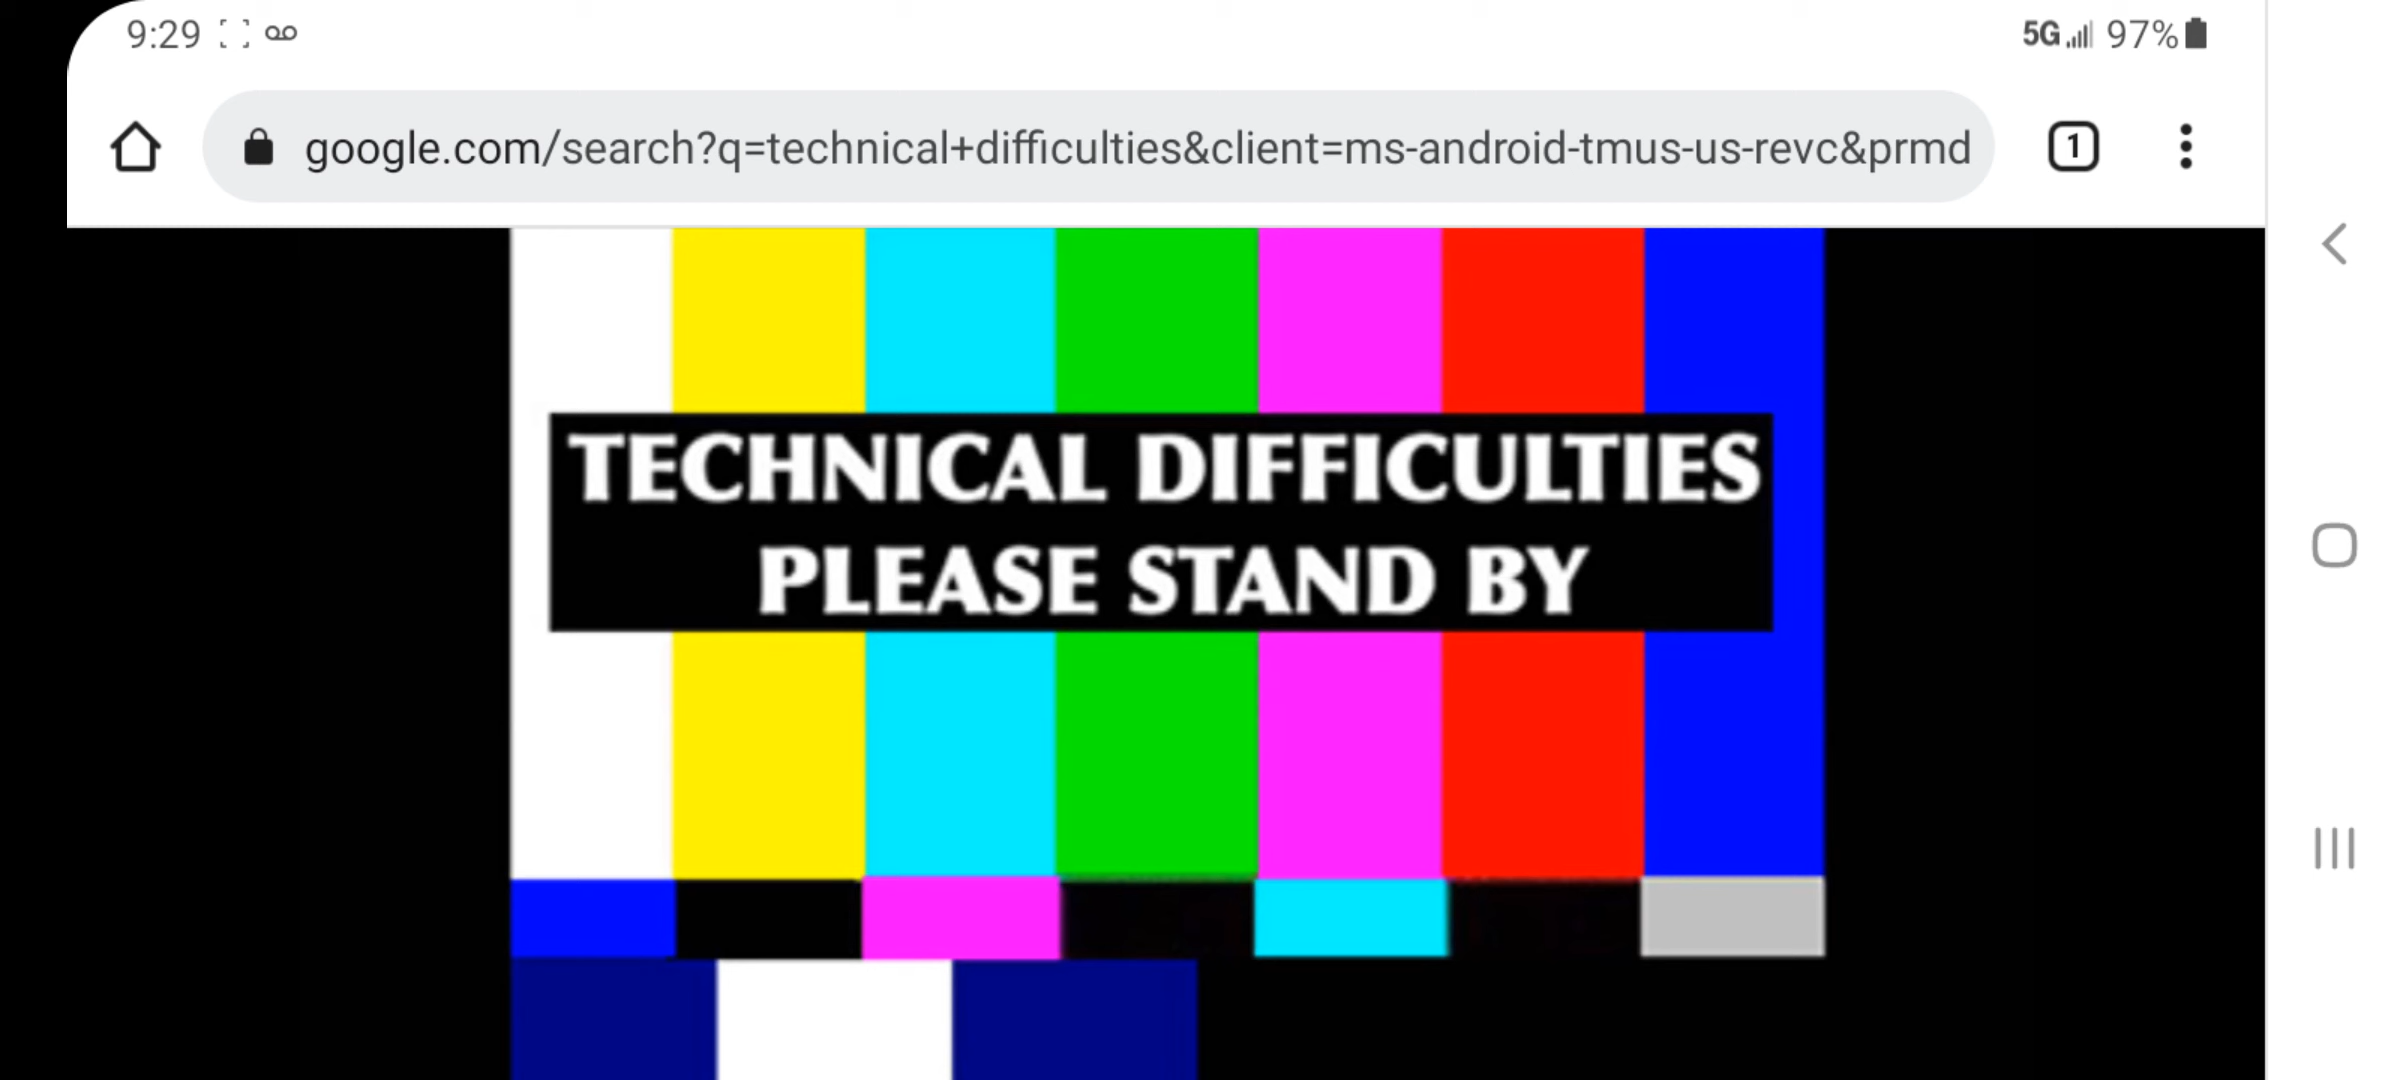 9:29
5G 97%
google.com/search?q=technical+difficulties&client=ms-android-tmus-us-revc&prmd
1
TECHNICAL DIFFICULTIES
PLEASE STAND BY